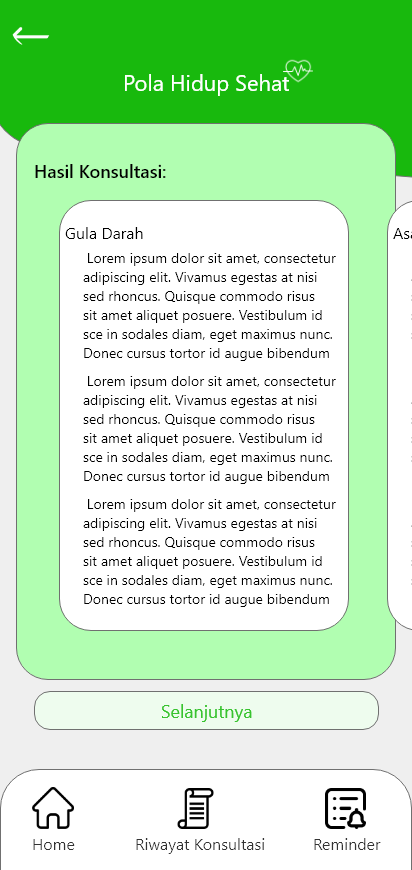 Pola Hidup Sehat
Hasil Konsultasi:
Gula Darah
Lorem ipsum dolor sit amet, consectetur
adipiscing elit. Vivamus egestas at nisi
sed rhoncus. Quisque commodo risus
sit amet aliquet posuere. Vestibulum id
sce in sodales diam, eget maximus nunc.
Donec cursus tortor id augue bibendum
Lorem ipsum dolor sit amet, consectetur
adipiscing elit. Vivamus egestas at nisi
sed rhoncus. Quisque commodo risus
sit amet aliquet posuere. Vestibulum id
sce in sodales diam, eget maximus nunc.
Donec cursus tortor id augue bibendum
Lorem ipsum dolor sit amet, consectetur
adipiscing elit. Vivamus egestas at nisi
sed rhoncus. Quisque commodo risus
sit amet aliquet posuere. Vestibulum id
sce in sodales diam, eget maximus nunc.
Donec cursus tortor id augue bibendum
Selanjutnya
Home
Riwayat Konsultasi
Reminder